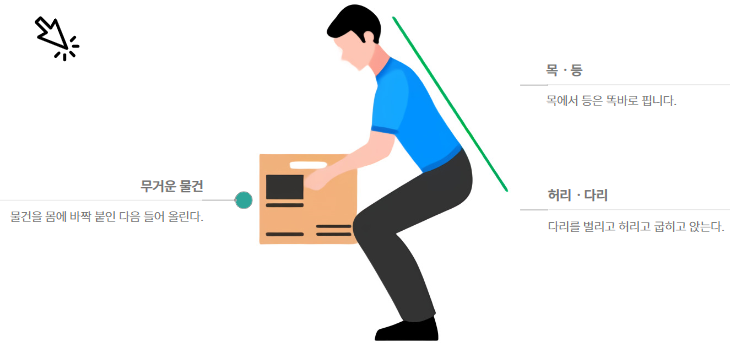 목 · 등
목에서 등은 똑바로 핍니다.
무거운 물건
물건을 몸에 바짝 붙인 다음 들어 올린다.
허리 · 다리
다리를 벌리고 허리고 굽히고 앉는다.